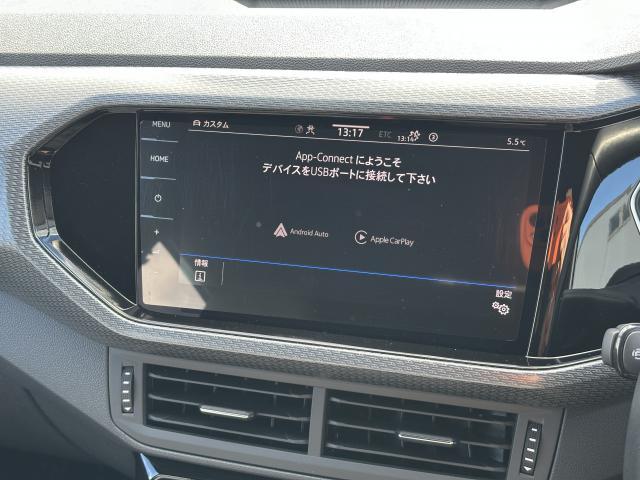 MENU
カスタム
13:17
ETC
13:14
2
5.5℃
HOME
App-Connect にようこそ
デバイスをUSBポートに接続して下さい
Android Auto
Apple CarPlay
+
−
情報
設定